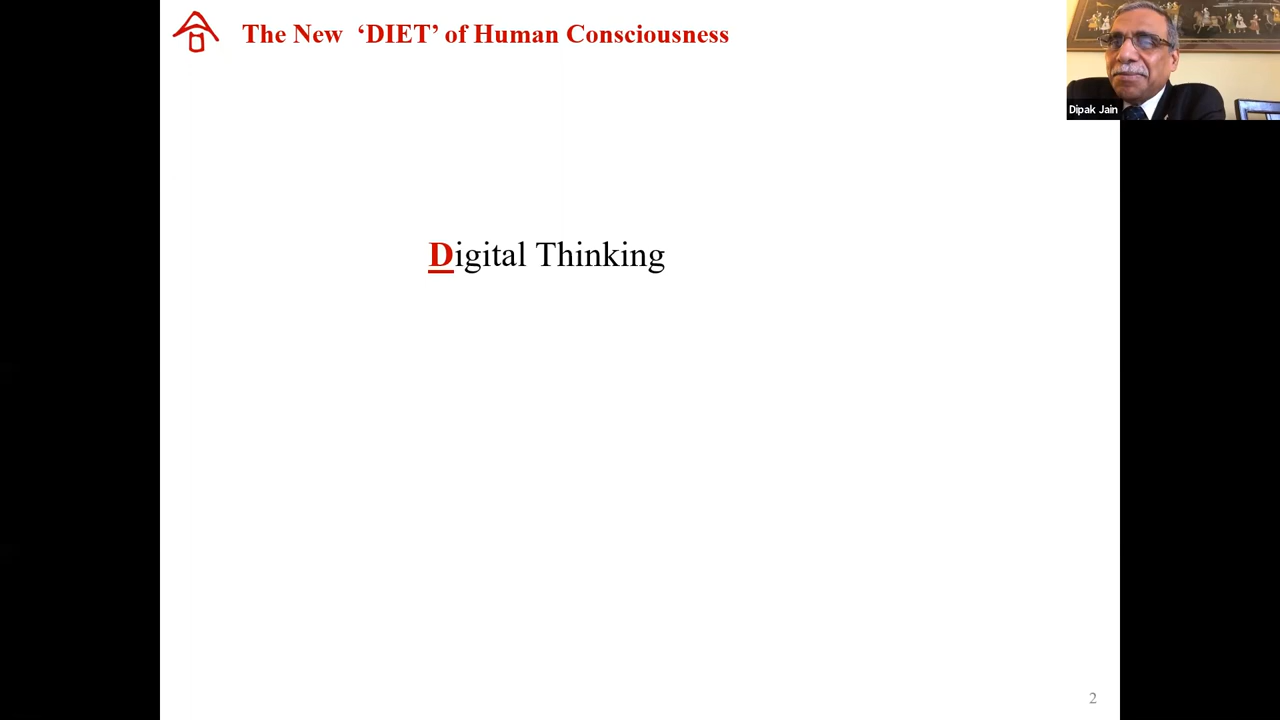 The New ‘DIET’ of Human Consciousness
Dipak Jain
Digital Thinking
2